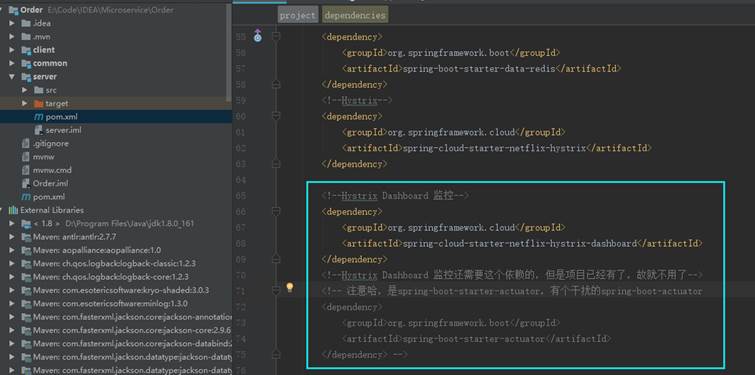 Order E:\Code\IDEA\Microservice\Order
.idea
.mvn
client
common
server
src
target
pom.xml
server.iml
.gitignore
mvnw
mvnw.cmd
Order.iml
pom.xml
External Libraries
< 1.8 > D:\Program Files\Java\jdk1.8.0_161
Maven: antlr:antlr:2.7.7
Maven: aopalliance:aopalliance:1.0
Maven: ch.qos.logback:logback-classic:1.2.3
Maven: ch.qos.logback:logback-core:1.2.3
Maven: com.esotericsoftware:kryo-shaded:3.0.3
Maven: com.esotericsoftware:minlog:1.3.0
Maven: com.fasterxml.jackson.core:jackson-annotation
Maven: com.fasterxml.jackson.core:jackson-core:2.9.6
Maven: com.fasterxml.jackson.core:jackson-databind:2
Maven: com.fasterxml.jackson.datatype:jackson-dataty
Maven: com.fasterxml.jackson.datatype:jackson-dataty
project dependencies
55 <dependency>
56 <groupId>org.springframework.boot</groupId>
57 <artifactId>spring-boot-starter-data-redis</artifactId>
58 </dependency>
59 <!--Hystrix-->
60 <dependency>
61 <groupId>org.springframework.cloud</groupId>
62 <artifactId>spring-cloud-starter-netflix-hystrix</artifactId>
63 </dependency>
64
65 <!--Hystrix Dashboard 监控-->
66 <dependency>
67 <groupId>org.springframework.cloud</groupId>
68 <artifactId>spring-cloud-starter-netflix-hystrix-dashboard</artifactId>
69 </dependency>
70 <!--Hystrix Dashboard 监控还需要这个依赖的，但是项目已经有了，故就不用了-->
71 <!-- 注意哈，是spring-boot-starter-actuator，有个干扰的spring-boot-actuator
72 <dependency>
73 <groupId>org.springframework.boot</groupId>
74 <artifactId>spring-boot-starter-actuator</artifactId>
75 </dependency> -->
76